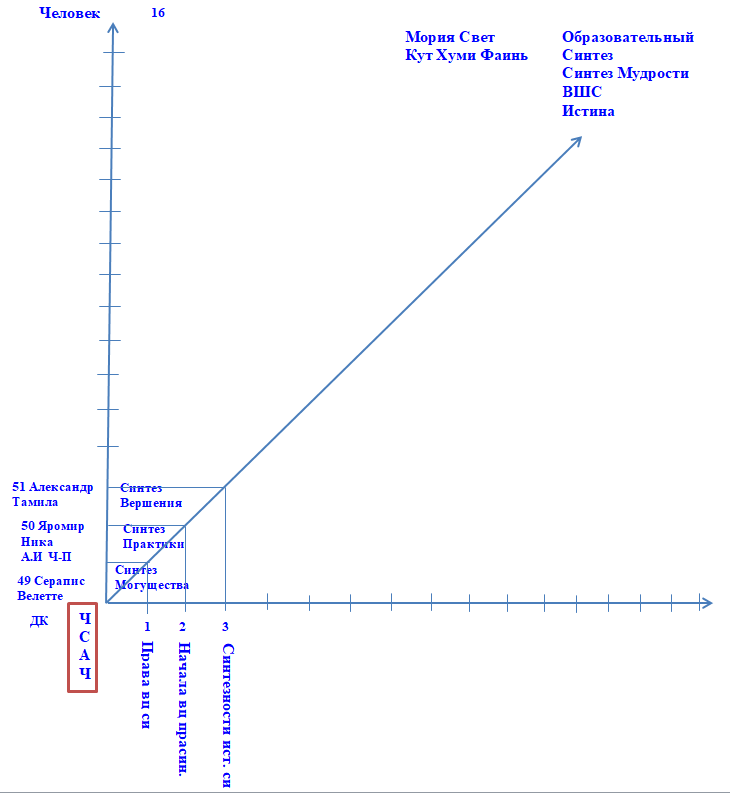 Человек 16
Мория Свет
Кут Хуми Фаинь
Образовательный
Синтез
Синтез Мудрости
ВШС
Истина
51 Александр
Тамила
Синтез
Вершения
50 Яромир
Ника
А.И Ч-П
Синтез
Практики
49 Серапис
Велетте
Синтез
Могущества
ДК
Ч
С
А
Ч
1 2 3
Права вц си
Начала вц прасин.
Синтезности ист. си